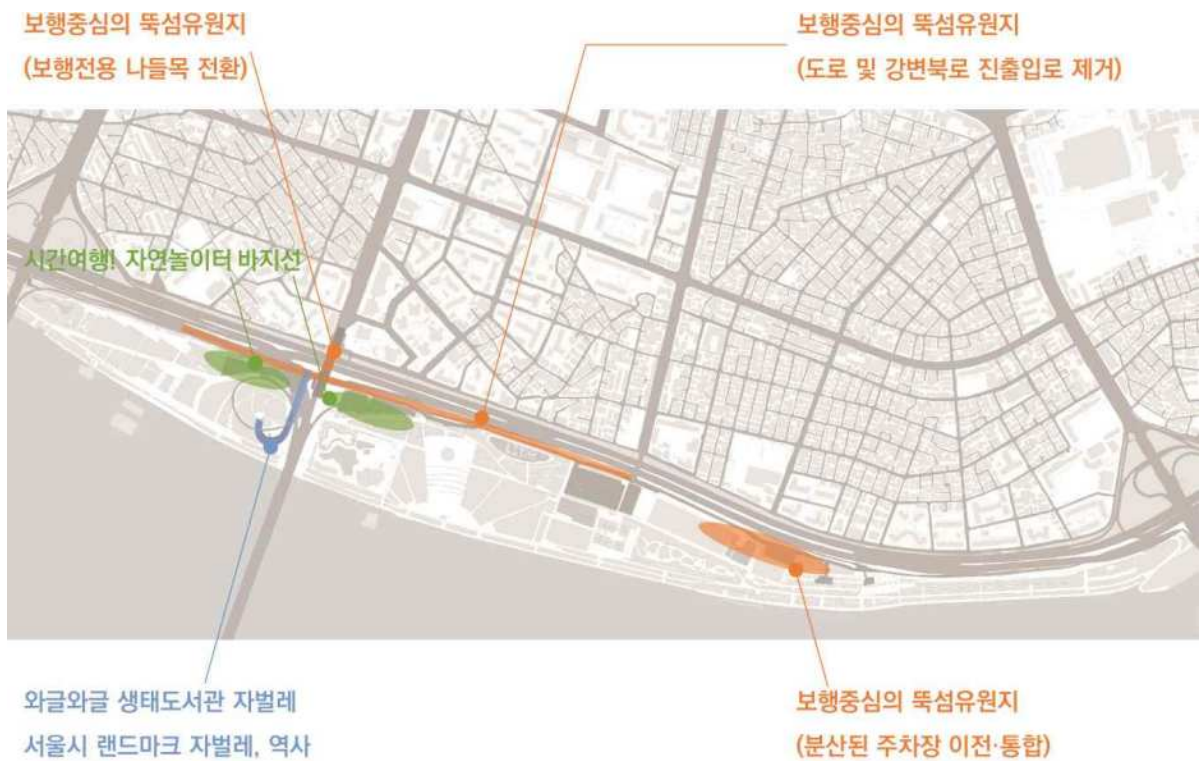 보행중심의 뚝섬유원지
(보행전용 나들목 전환)
보행중심의 뚝섬유원지
(도로 및 강변북로 진출입로 제거)
시간여행! 자연놀이터 바지선
와글와글 생태도서관 자벌레
서울시 랜드마크 자벌레, 역사
보행중심의 뚝섬유원지
(분산된 주차장 이전·통합)